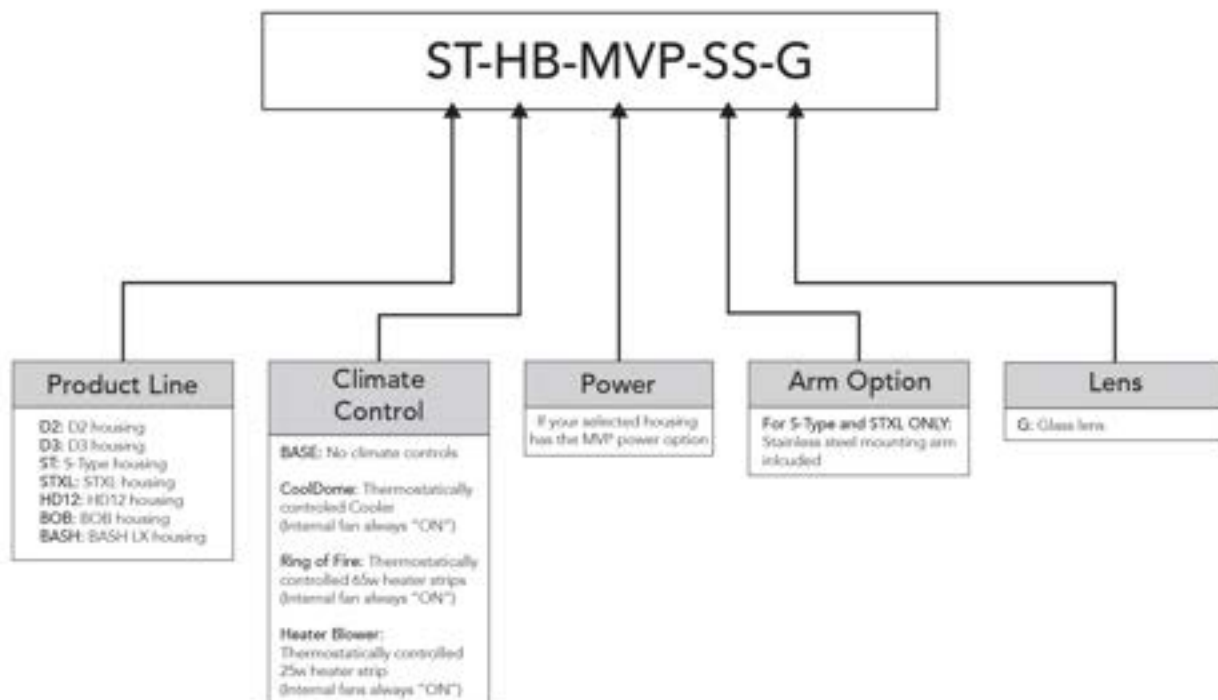 ST-HB-MVP-SS-G
Product Line
D2: D2 housing
D3: D3 housing
ST: S-Type housing
STXL: STXL housing
HD12: HD12 housing
BOB: BOB housing
BASH: BASH LX housing
Climate
Control
BASE: No climate controls
CoolDome: Thermostatically
controled Cooler
(Internal fan always "ON")
Ring of Fire: Thermostatically
controlled 65w heater strips
(Internal fan always "ON")
Heater Blower:
Thermostatically controlled
25w heater strip
(Internal fans always "ON")
Power
If your selected housing
has the MVP power option
Arm Option
For S-Type and STXL ONLY:
Stainless steel mounting arm
inlcuded
Lens
G: Glass lens